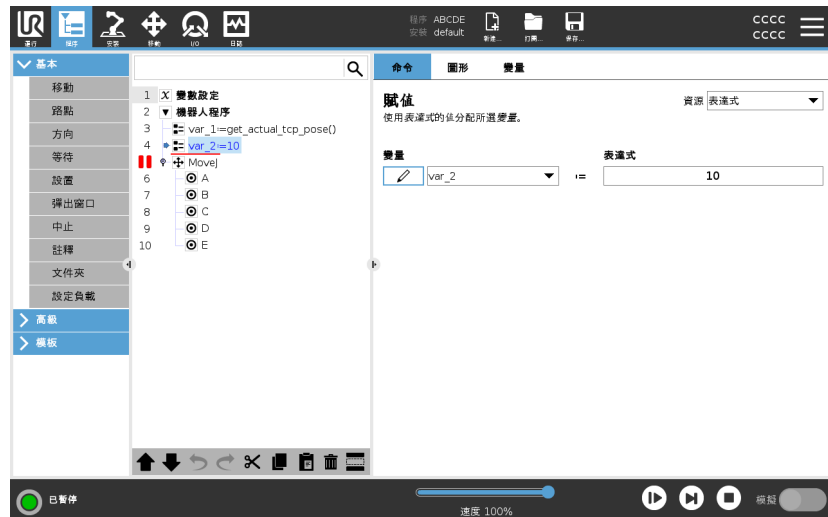 UR
運行
程序
安裝
移動
I/O
日誌
程序 ABCDE
安裝 default
新建...
打開...
保存...
CCCC
CCCC
基本
移動
路點
方向
等待
設置
彈出窗口
中止
註釋
文件夾
設定負載
高級
模板
1 X 變數設定
2 機器人程序
3 var_1≔get_actual_tcp_pose()
4 var_2≔10
MoveJ
6 A
7 B
8 C
9 D
10 E
命令 圖形 變量
賦值
資源 表達式
使用表達式的值分配所選變量。
變量 表達式
var_2 ≔ 10
已暫停
速度 100%
模擬